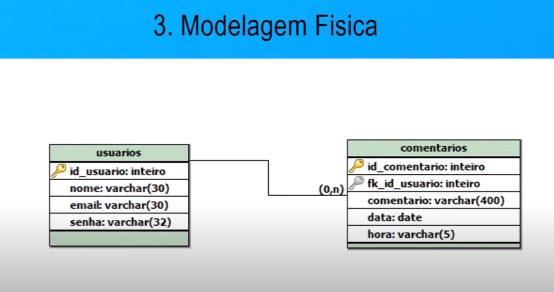 3. Modelagem Fisica
usuarios
id_usuario: inteiro
nome: varchar(30)
email: varchar(30)
senha: varchar(32)
(0,n)
comentarios
id_comentario: inteiro
fk_id_usuario: inteiro
comentario: varchar(400)
data: date
hora: varchar(5)